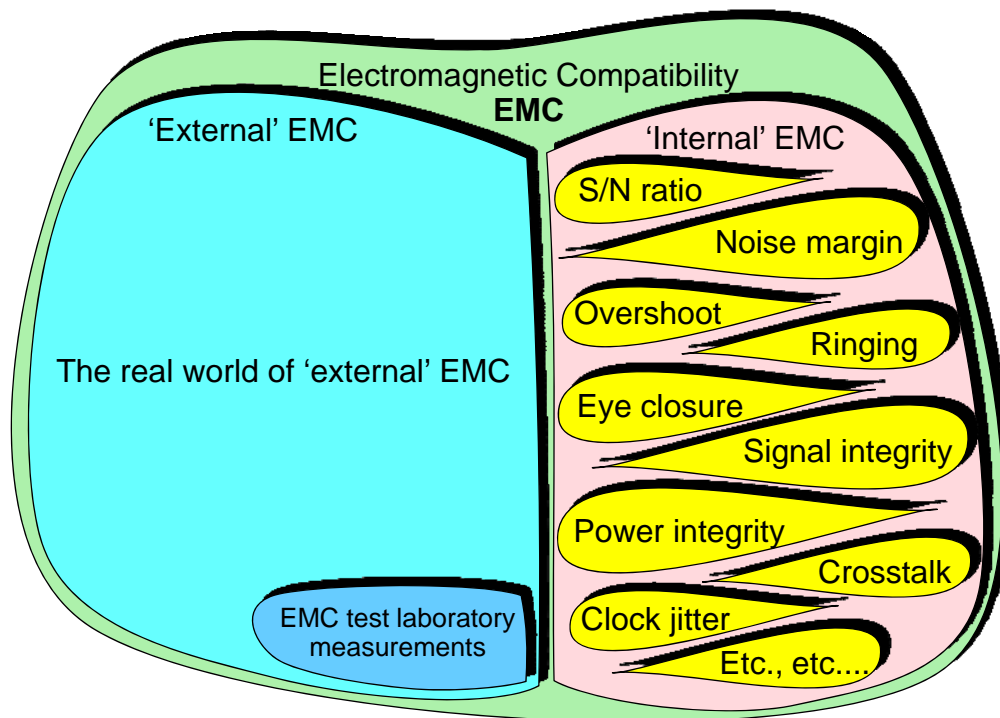 Electromagnetic Compatibility
EMC
‘External’ EMC
The real world of ‘external’ EMC
EMC test laboratory
measurements
‘Internal’ EMC
S/N ratio
Noise margin
Overshoot
Ringing
Eye closure
Signal integrity
Power integrity
Crosstalk
Clock jitter
Etc., etc....